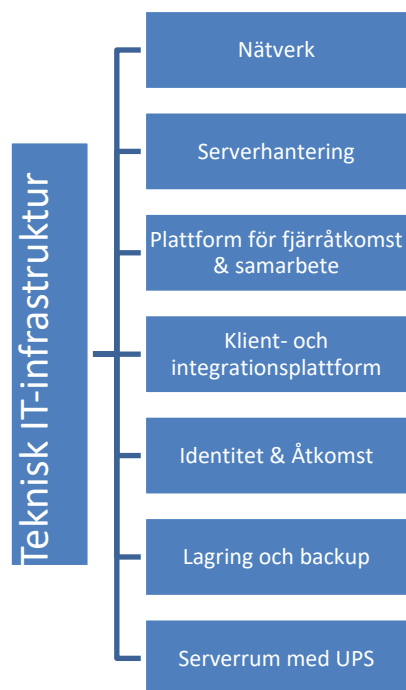 Teknisk IT-infrastruktur
Nätverk
Serverhantering
Plattform för fjärråtkomst
& samarbete
Klient- och
integrationsplattform
Identitet & Åtkomst
Lagring och backup
Serverrum med UPS